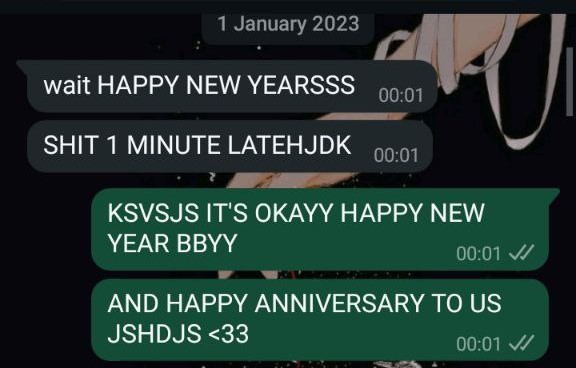 1 January 2023
wait HAPPY NEW YEARSSS 00:01
SHIT 1 MINUTE LATEHJDK 00:01
KSVSJS IT'S OKAYY HAPPY NEW
YEAR BBYY 00:01
AND HAPPY ANNIVERSARY TO US
JSHDJS <33 00:01